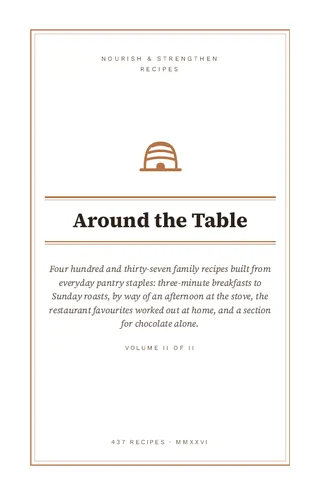 NOURISH & STRENGTHEN
RECIPES
Around the Table
Four hundred and thirty-seven family recipes built from
everyday pantry staples: three-minute breakfasts to
Sunday roasts, by way of an afternoon at the stove, the
restaurant favourites worked out at home, and a section
for chocolate alone.
VOLUME II OF II
437 RECIPES · MMXXVI